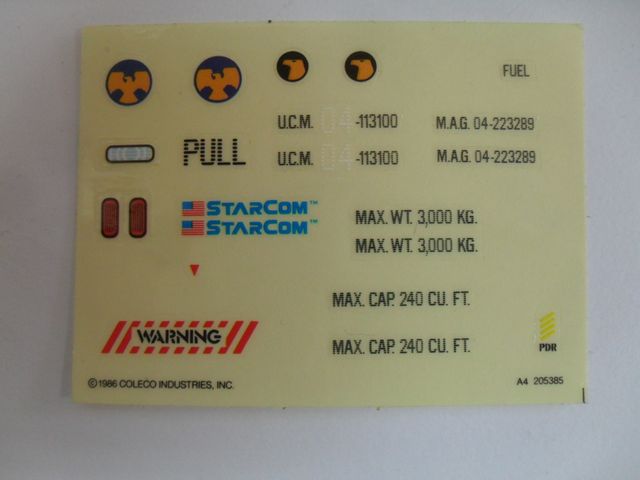 FUEL
U.C.M. 04-113100
M.A.G. 04-223289
PULL
U.C.M. 04-113100
M.A.G. 04-223289
STARCOM™
STARCOM™
MAX. WT. 3,000 KG.
MAX. WT. 3,000 KG.
MAX. CAP. 240 CU. FT.
WARNING
MAX. CAP. 240 CU. FT.
PDR
©1986 COLECO INDUSTRIES, INC.
A4 205385